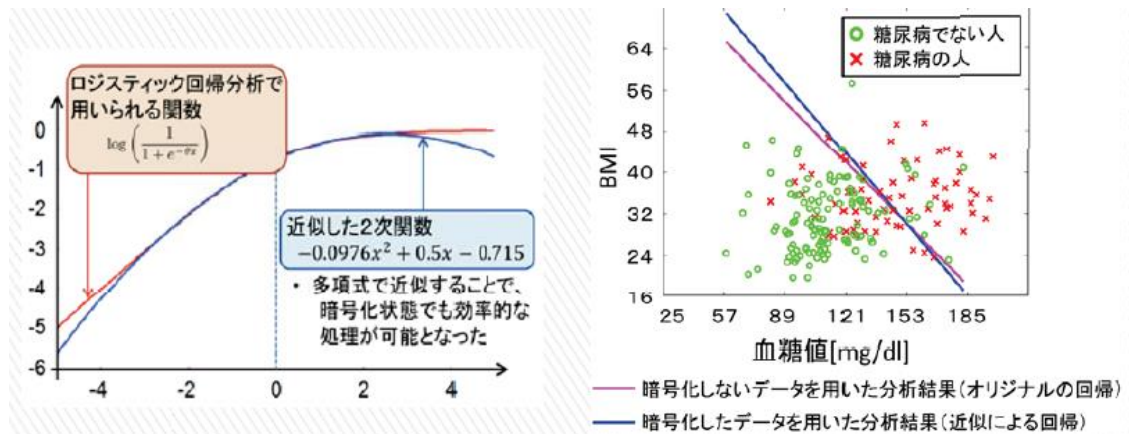 ロジスティック回帰分析で
用いられる関数
log(1/(1+e^{-σx}))
0
-1
-2
-3
-4
-5
-6
-4
-2
0
2
4
近似した2次関数
-0.0976x² + 0.5x - 0.715
• 多項式で近似することで、
暗号化状態でも効率的な
処理が可能となった
糖尿病でない人
糖尿病の人
BMI
64
56
48
40
32
24
16
25
57
89
121
153
185
血糖値[mg/dl]
暗号化しないデータを用いた分析結果(オリジナルの回帰)
暗号化したデータを用いた分析結果(近似による回帰)